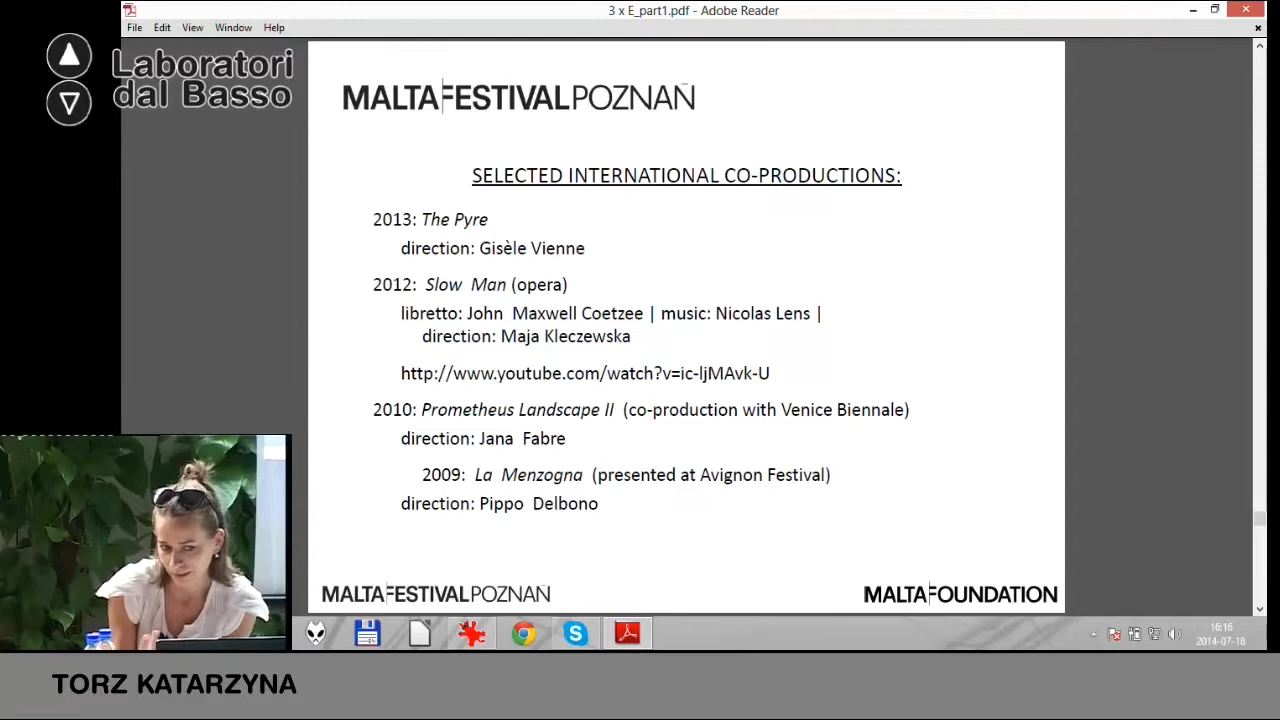 3 x E_part1.pdf - Adobe Reader
File Edit View Window Help
Laboratori
dal Basso
MALTAFESTIVALPOZNAŃ
SELECTED INTERNATIONAL CO-PRODUCTIONS:
2013: The Pyre
direction: Gisèle Vienne
2012: Slow Man (opera)
libretto: John Maxwell Coetzee | music: Nicolas Lens |
direction: Maja Kleczewska
http://www.youtube.com/watch?v=ic-ljMAvk-U
2010: Prometheus Landscape II (co-production with Venice Biennale)
direction: Jana Fabre
2009: La Menzogna (presented at Avignon Festival)
direction: Pippo Delbono
MALTAFESTIVALPOZNAŃ
MALTAFOUNDATION
16:16
2014-07-18
TORZ KATARZYNA